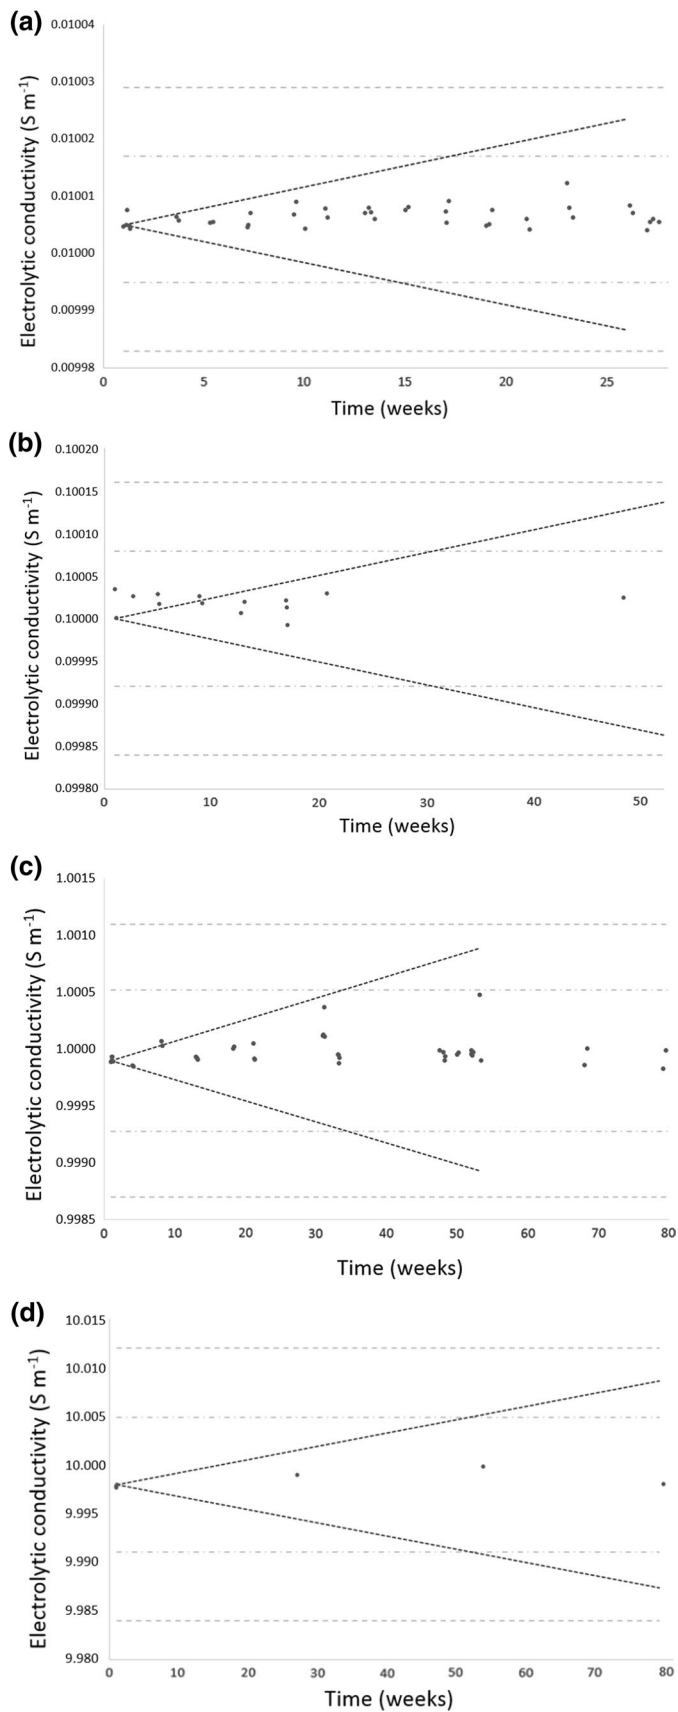 (a)
Electrolytic conductivity (S m⁻¹)
0.01004
0.01003
0.01002
0.01001
0.01000
0.00999
0.00998
0 5 10 15 20 25
Time (weeks)
(b)
Electrolytic conductivity (S m⁻¹)
0.10020
0.10015
0.10010
0.10005
0.10000
0.09995
0.09990
0.09985
0.09980
0 10 20 30 40 50
Time (weeks)
(c)
Electrolytic conductivity (S m⁻¹)
1.0015
1.0010
1.0005
1.0000
0.9995
0.9990
0.9985
0 10 20 30 40 50 60 70 80
Time (weeks)
(d)
Electrolytic conductivity (S m⁻¹)
10.015
10.010
10.005
10.000
9.995
9.990
9.985
9.980
0 10 20 30 40 50 60 70 80
Time (weeks)